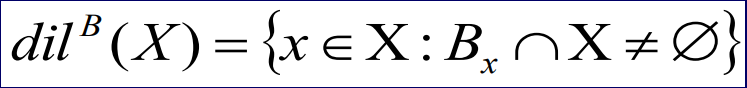 dil^B (X) = {x ∈ X : B_x ∩ X ≠ ∅}